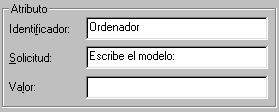 Atributo
Identificador: Ordenador
Solicitud: Escribe el modelo:
Valor: